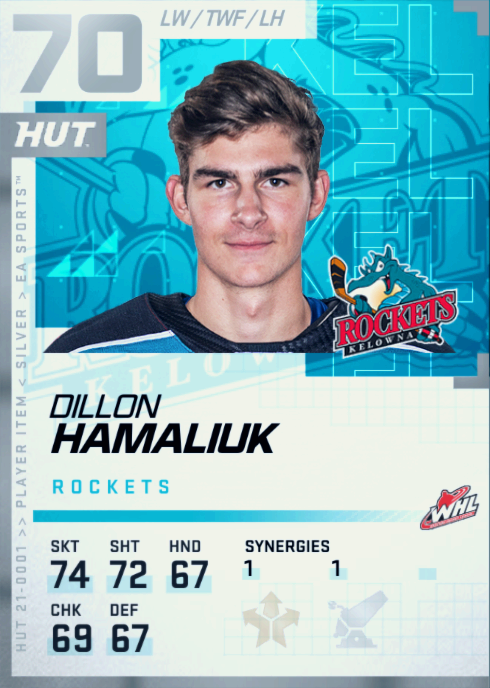 70
LW / TWF / LH
HUT
HUT 21-0001 >> PLAYER ITEM < SILVER > EA SPORTS™
ROCKETS
KELOWNA
DILLON
HAMALIUK
ROCKETS
WHL
SKT SHT HND SYNERGIES
74 72 67 1 1
CHK DEF
69 67